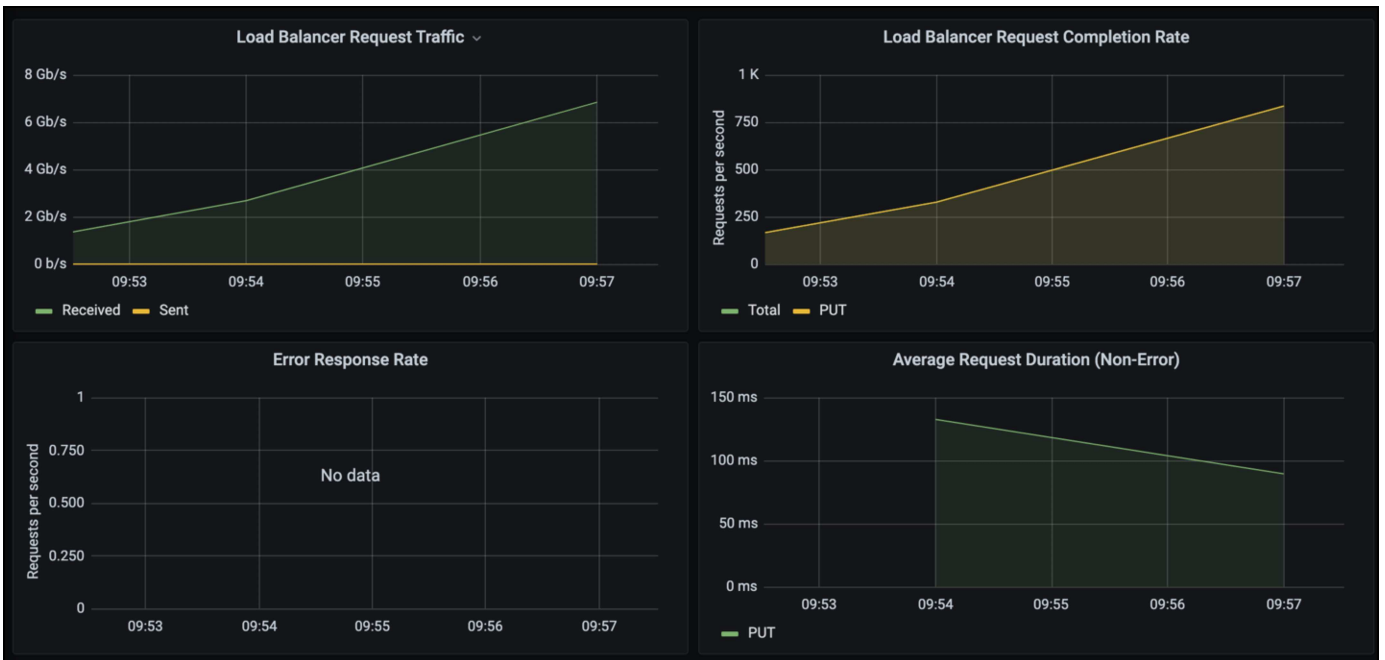 Load Balancer Request Traffic
8 Gb/s
6 Gb/s
4 Gb/s
2 Gb/s
0 b/s
09:53 09:54 09:55 09:56 09:57
Received Sent
Load Balancer Request Completion Rate
Requests per second
1 K
750
500
250
0
09:53 09:54 09:55 09:56 09:57
Total PUT
Error Response Rate
Requests per second
1
0.750
0.500
0.250
0
No data
09:53 09:54 09:55 09:56 09:57
Average Request Duration (Non-Error)
150 ms
100 ms
50 ms
0 ms
09:53 09:54 09:55 09:56 09:57
PUT